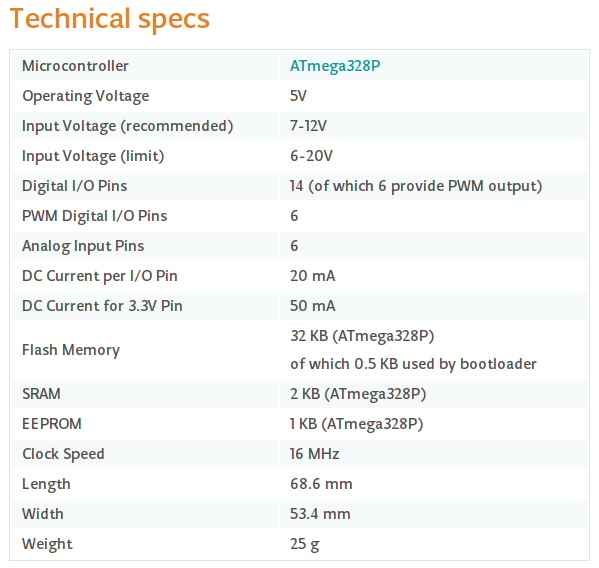 Technical specs
Microcontroller ATmega328P
Operating Voltage 5V
Input Voltage (recommended) 7-12V
Input Voltage (limit) 6-20V
Digital I/O Pins 14 (of which 6 provide PWM output)
PWM Digital I/O Pins 6
Analog Input Pins 6
DC Current per I/O Pin 20 mA
DC Current for 3.3V Pin 50 mA
Flash Memory 32 KB (ATmega328P)
of which 0.5 KB used by bootloader
SRAM 2 KB (ATmega328P)
EEPROM 1 KB (ATmega328P)
Clock Speed 16 MHz
Length 68.6 mm
Width 53.4 mm
Weight 25 g